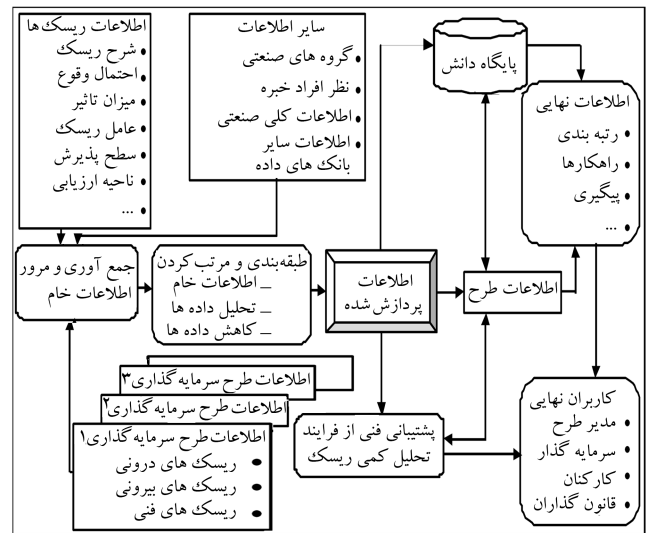 اطلاعات ریسک‌ها
• شرح ریسک
• احتمال وقوع
• میزان تاثیر
• عامل ریسک
• سطح پذیرش
• ناحیه ارزیابی
• ...
سایر اطلاعات
• گروه های صنعتی
• نظر افراد خبره
• اطلاعات کلی صنعتی
• اطلاعات سایر
بانک های داده
پایگاه دانش
اطلاعات نهایی
• رتبه بندی
• راهکارها
• پیگیری
• ...
جمع آوری و مرور
اطلاعات خام
طبقه‌بندی و مرتب‌کردن
_ اطلاعات خام
_ تحلیل داده ها
_ کاهش داده ها
اطلاعات
پردازش‌شده
اطلاعات طرح
اطلاعات طرح سرمایه گذاری۳
اطلاعات طرح سرمایه گذاری۲
اطلاعات طرح سرمایه گذاری۱
• ریسک های درونی
• ریسک های بیرونی
• ریسک های فنی
پشتیبانی فنی از فرایند
تحلیل کمی ریسک
کاربران نهایی
• مدیر طرح
• سرمایه گذار
• کارکنان
• قانون گذاران